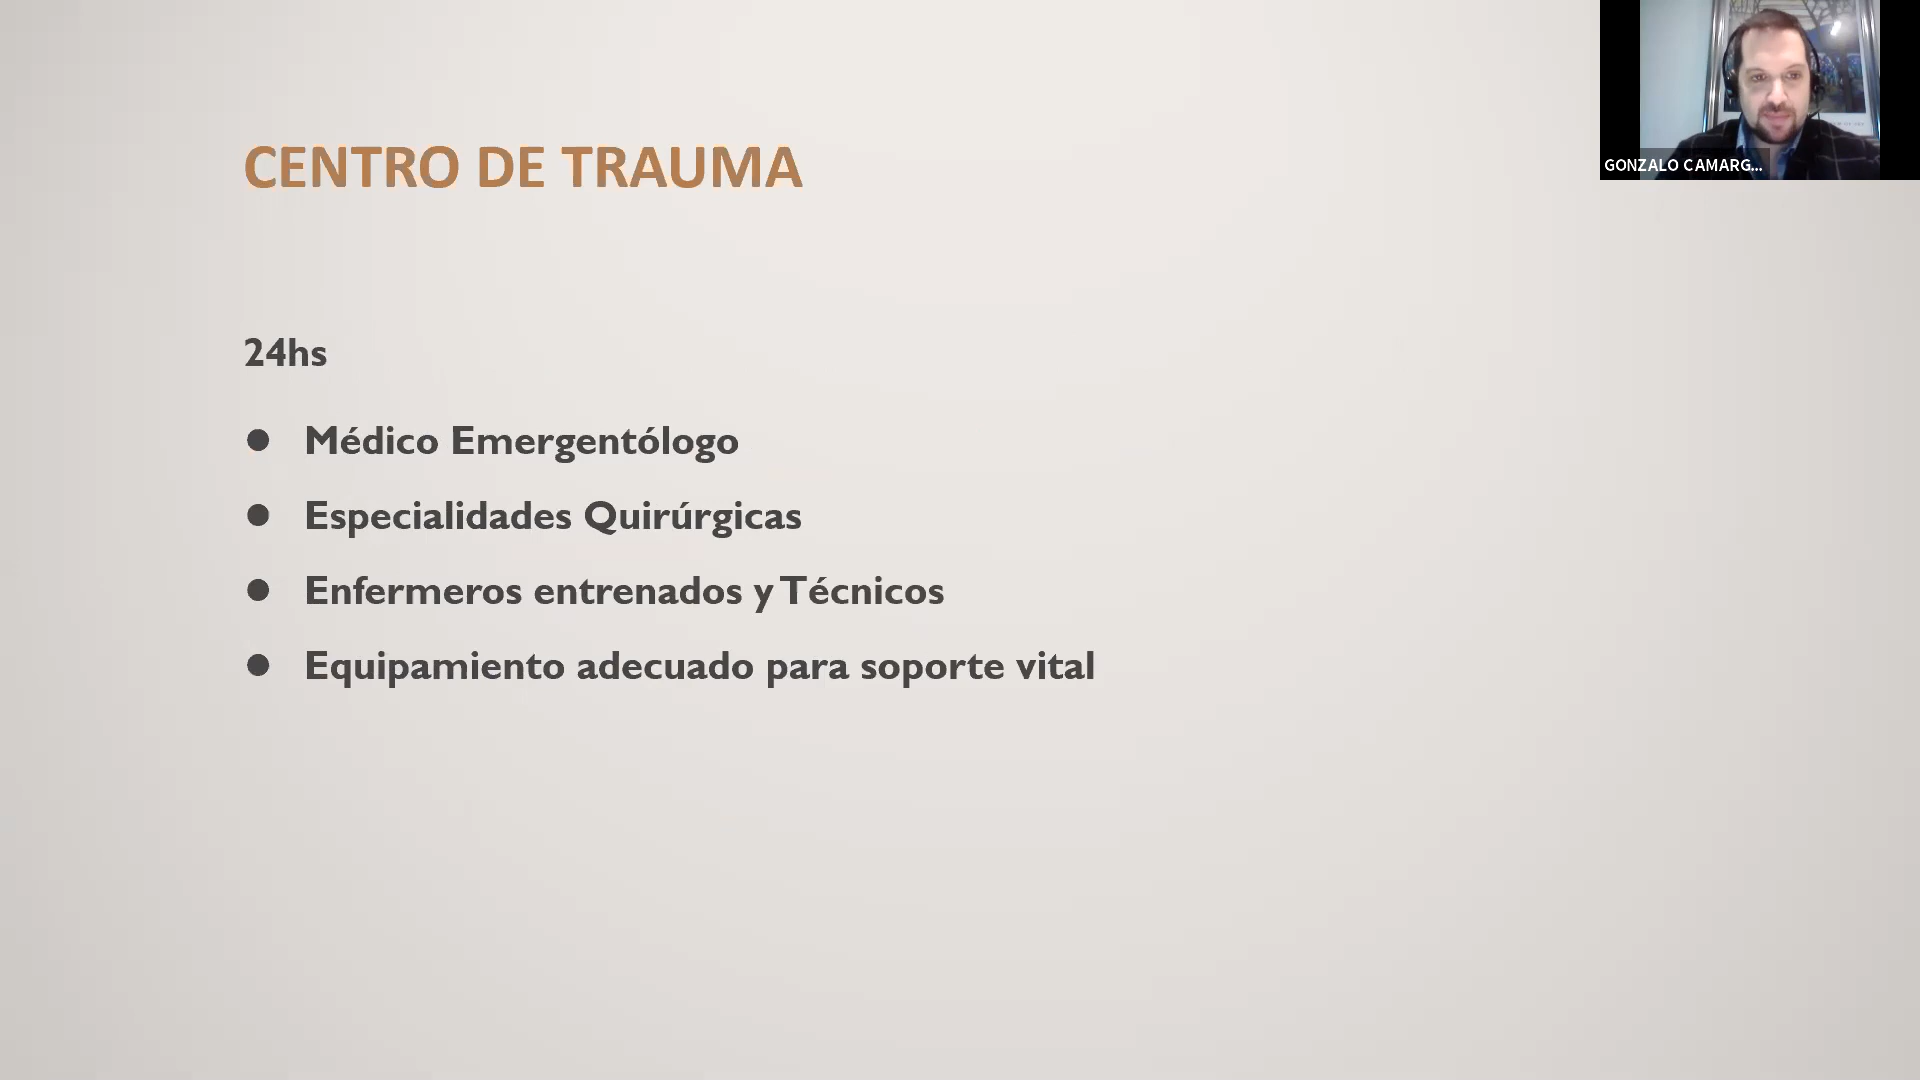 CENTRO DE TRAUMA
GONZALO CAMARG...
24hs
● Médico Emergentólogo
● Especialidades Quirúrgicas
● Enfermeros entrenados y Técnicos
● Equipamiento adecuado para soporte vital